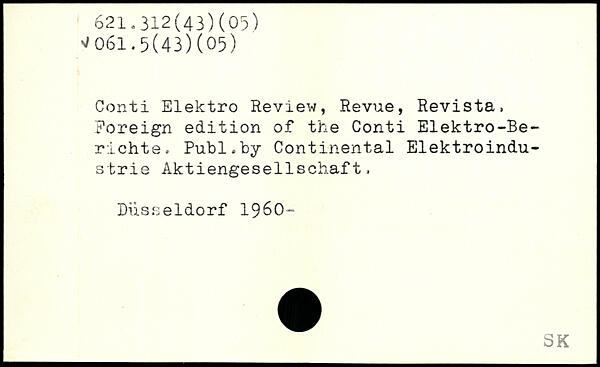 621.312(43)(05)
√061.5(43)(05)
Conti Elektro Review, Revue, Revista.
Foreign edition of the Conti Elektro-Be-
richte. Publ.by Continental Elektroindu-
strie Aktiengesellschaft.
Düsseldorf 1960-
SK